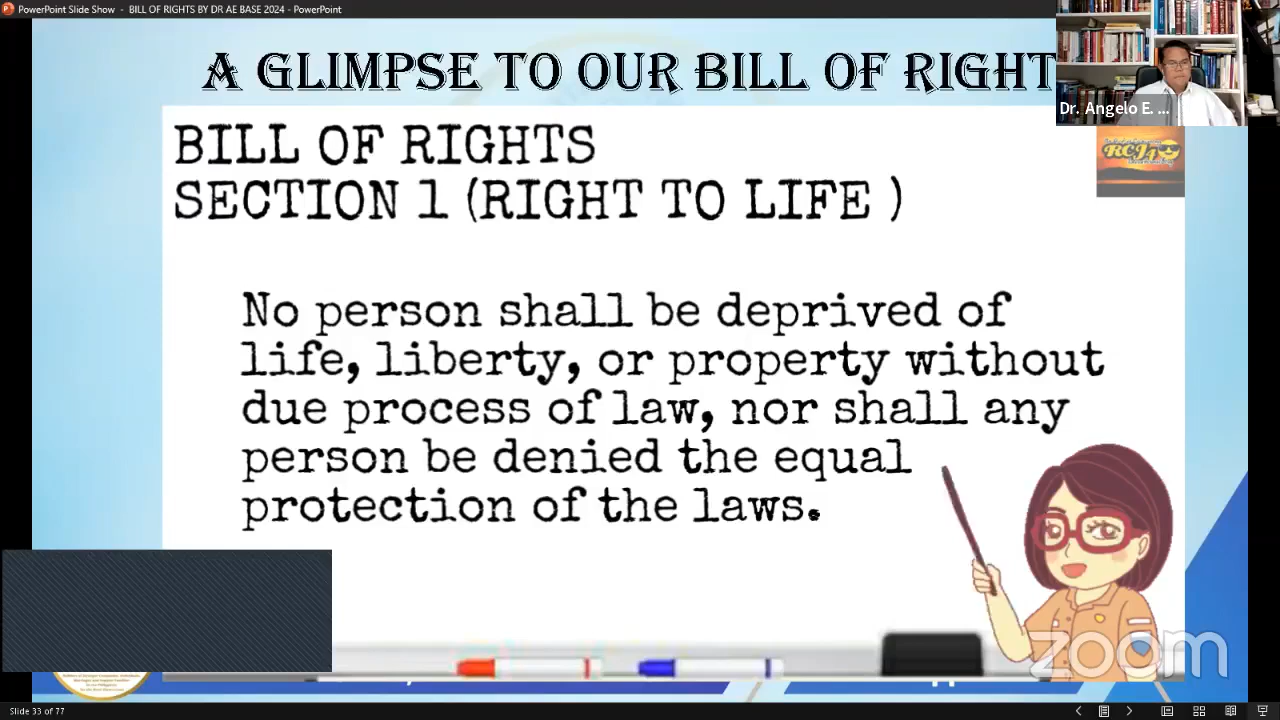 PowerPoint Slide Show - BILL OF RIGHTS BY DR AE BASE 2024 - PowerPoint
A GLIMPSE TO OUR BILL OF RIGHT
Dr. Angelo E. ...
BILL OF RIGHTS
SECTION 1 (RIGHT TO LIFE )
RCJ4
No person shall be deprived of
life, liberty, or property without
due process of law, nor shall any
person be denied the equal
protection of the laws.
zoom
Slide 33 of 77